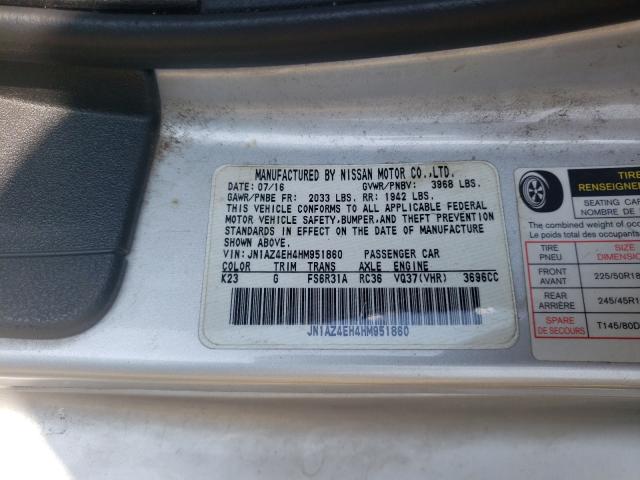 MANUFACTURED BY NISSAN MOTOR CO.,LTD.
DATE: 07/16 GVWR/PNBV: 3968 LBS.
GAWR/PNBE FR: 2033 LBS. RR: 1942 LBS.
THIS VEHICLE CONFORMS TO ALL APPLICABLE FEDERAL
MOTOR VEHICLE SAFETY,BUMPER,AND THEFT PREVENTION
STANDARDS IN EFFECT ON THE DATE OF MANUFACTURE
SHOWN ABOVE.
VIN: JN1AZ4EH4HM951860 PASSENGER CAR
COLOR TRIM TRANS AXLE ENGINE
K23 G FS6R31A RC36 VQ37(VHR) 3696CC
JN1AZ4EH4HM951860
TIRE
RENSEIGNE
SEATING CA
NOMBRE DE
The combined weight of occ
Le poids total des occupants
TIRE
PNEU
SIZE
DIMENSION
FRONT
AVANT
225/50R18
REAR
ARRIÈRE
245/45R1
SPARE
DE SECOURS
T145/80D